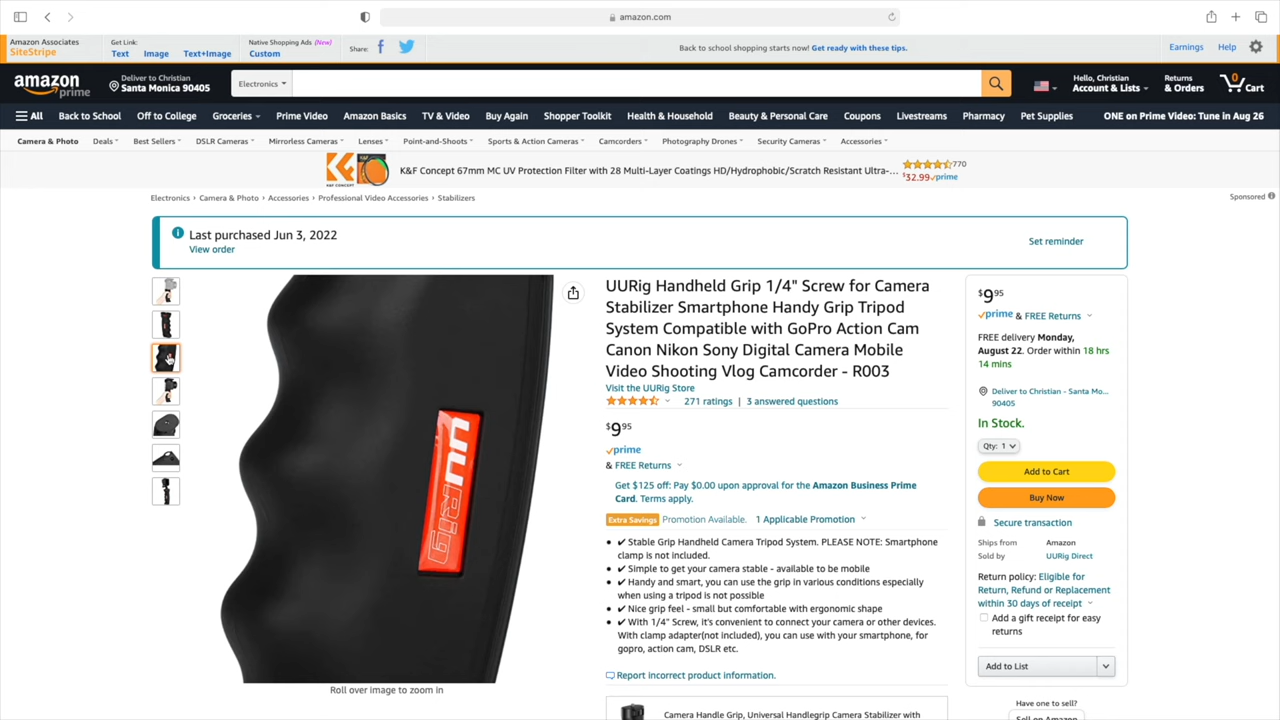 amazon.com
Amazon Associates
SiteStripe
Get Link:
Text Image Text+Image
Native Shopping Ads (New)
Custom
Share:
Back to school shopping starts now! Get ready with these tips.
Earnings Help
amazon prime
Deliver to Christian
Santa Monica 90405
Electronics
Hello, Christian
Account & Lists
Returns
& Orders
0
Cart
All Back to School Off to College Groceries Prime Video Amazon Basics TV & Video Buy Again Shopper Toolkit Health & Household Beauty & Personal Care Coupons Livestreams Pharmacy Pet Supplies ONE on Prime Video: Tune in Aug 26
Camera & Photo Deals Best Sellers DSLR Cameras Mirrorless Cameras Lenses Point-and-Shoots Sports & Action Cameras Camcorders Photography Drones Security Cameras Accessories
K&F CONCEPT
K&F Concept 67mm MC UV Protection Filter with 28 Multi-Layer Coatings HD/Hydrophobic/Scratch Resistant Ultra-...
770
$32.99 prime
Sponsored
Electronics › Camera & Photo › Accessories › Professional Video Accessories › Stabilizers
Last purchased Jun 3, 2022
View order
Set reminder
UURig
Roll over image to zoom in
UURig Handheld Grip 1/4" Screw for Camera
Stabilizer Smartphone Handy Grip Tripod
System Compatible with GoPro Action Cam
Canon Nikon Sony Digital Camera Mobile
Video Shooting Vlog Camcorder - R003
Visit the UURig Store
271 ratings | 3 answered questions
$9 95
prime
& FREE Returns
Get $125 off: Pay $0.00 upon approval for the Amazon Business Prime
Card. Terms apply.
Extra Savings Promotion Available. 1 Applicable Promotion
• ✔ Stable Grip Handheld Camera Tripod System. PLEASE NOTE: Smartphone
clamp is not included.
• ✔ Simple to get your camera stable - available to be mobile
• ✔ Handy and smart, you can use the grip in various conditions especially
when using a tripod is not possible
• ✔ Nice grip feel - small but comfortable with ergonomic shape
• ✔ With 1/4" Screw, it's convenient to connect your camera or other devices.
With clamp adapter(not included), you can use with your smartphone, for
gopro, action cam, DSLR etc.
Report incorrect product information.
Camera Handle Grip, Universal Handlegrip Camera Stabilizer with
$9 95
prime & FREE Returns
FREE delivery Monday,
August 22. Order within 18 hrs
14 mins
Deliver to Christian - Santa Mo...
90405
In Stock.
Qty: 1
Add to Cart
Buy Now
Secure transaction
Ships from Amazon
Sold by UURig Direct
Return policy: Eligible for
Return, Refund or Replacement
within 30 days of receipt
Add a gift receipt for easy
returns
Add to List
Have one to sell?
Sell on Amazon